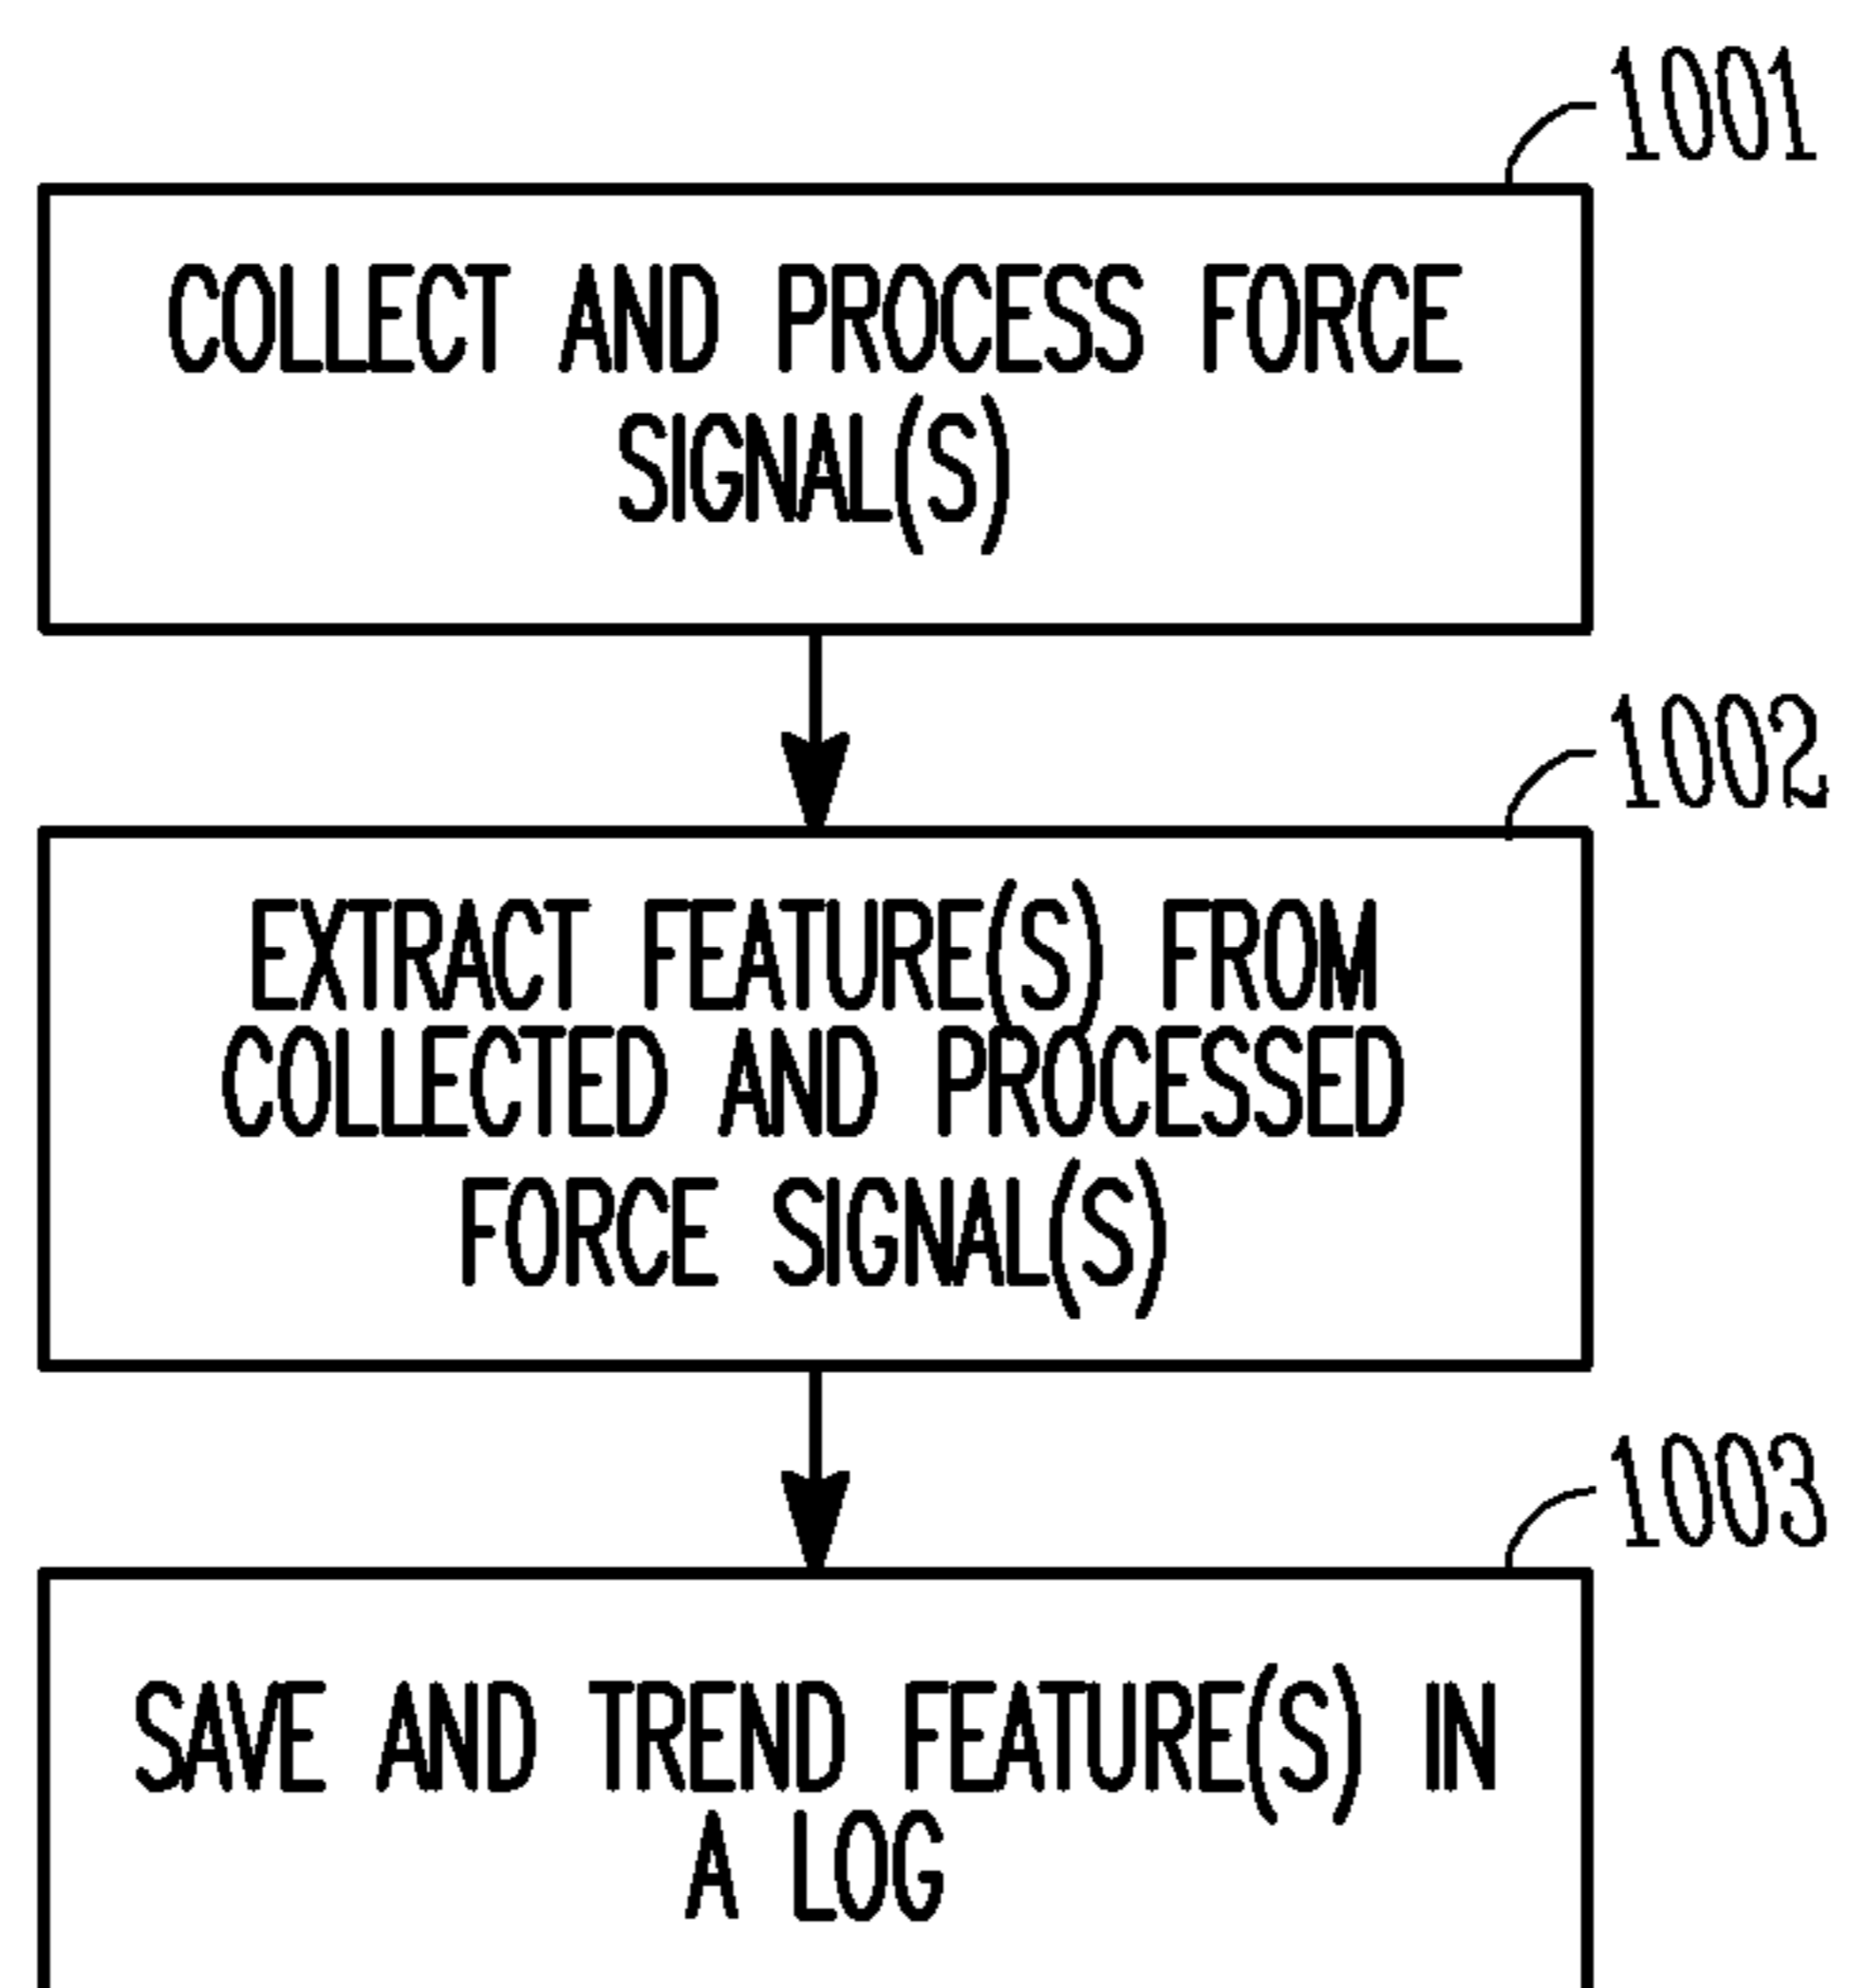 1001
COLLECT AND PROCESS FORCE
SIGNAL(S)
1002
EXTRACT FEATURE(S) FROM
COLLECTED AND PROCESSED
FORCE SIGNAL(S)
1003
SAVE AND TREND FEATURE(S) IN
A LOG